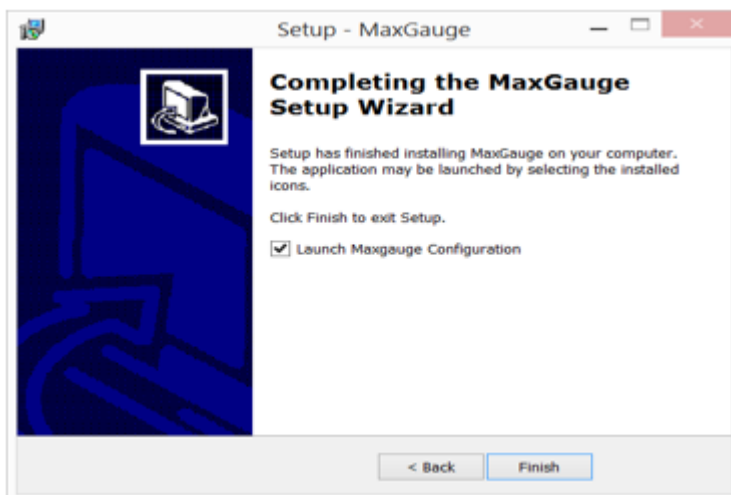 Setup - MaxGauge
Completing the MaxGauge
Setup Wizard
Setup has finished installing MaxGauge on your computer.
The application may be launched by selecting the installed
icons.
Click Finish to exit Setup.
Launch Maxgauge Configuration
< Back
Finish